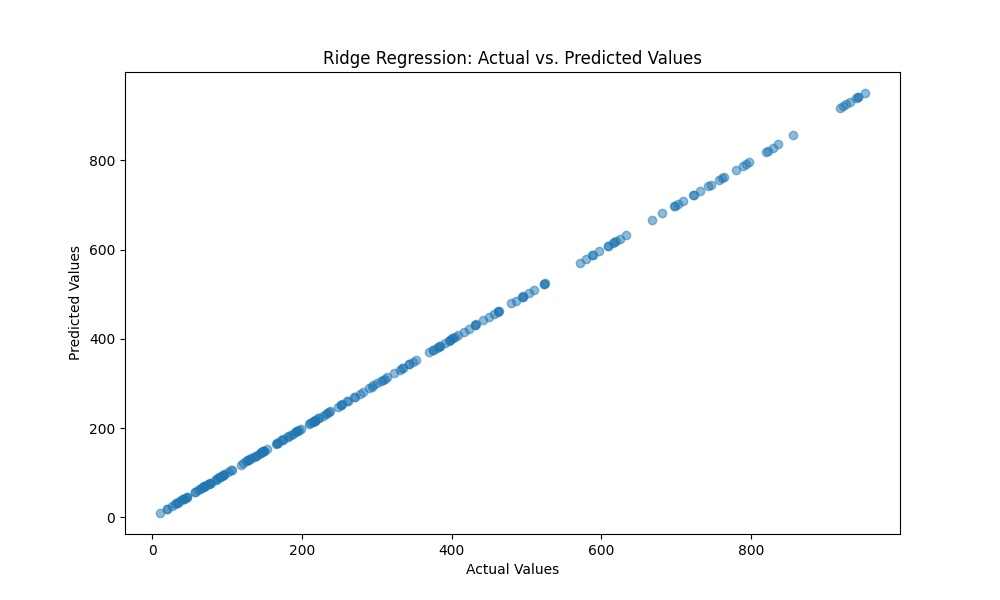 Ridge Regression: Actual vs. Predicted Values
Predicted Values
800
600
400
200
0
0 200 400 600 800
Actual Values